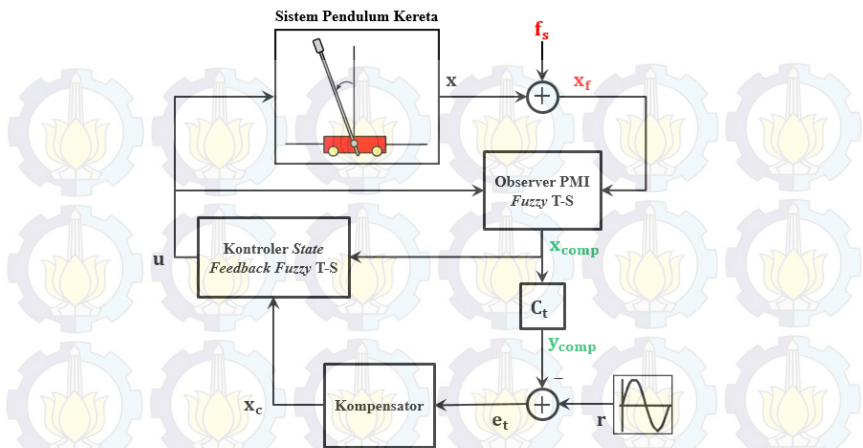 Sistem Pendulum Kereta
f_s
x
+
x_f
Observer PMI
Fuzzy T-S
x_comp
Kontroler State
Feedback Fuzzy T-S
u
C_t
y_comp
−
+
Kompensator
x_c
e_t
r